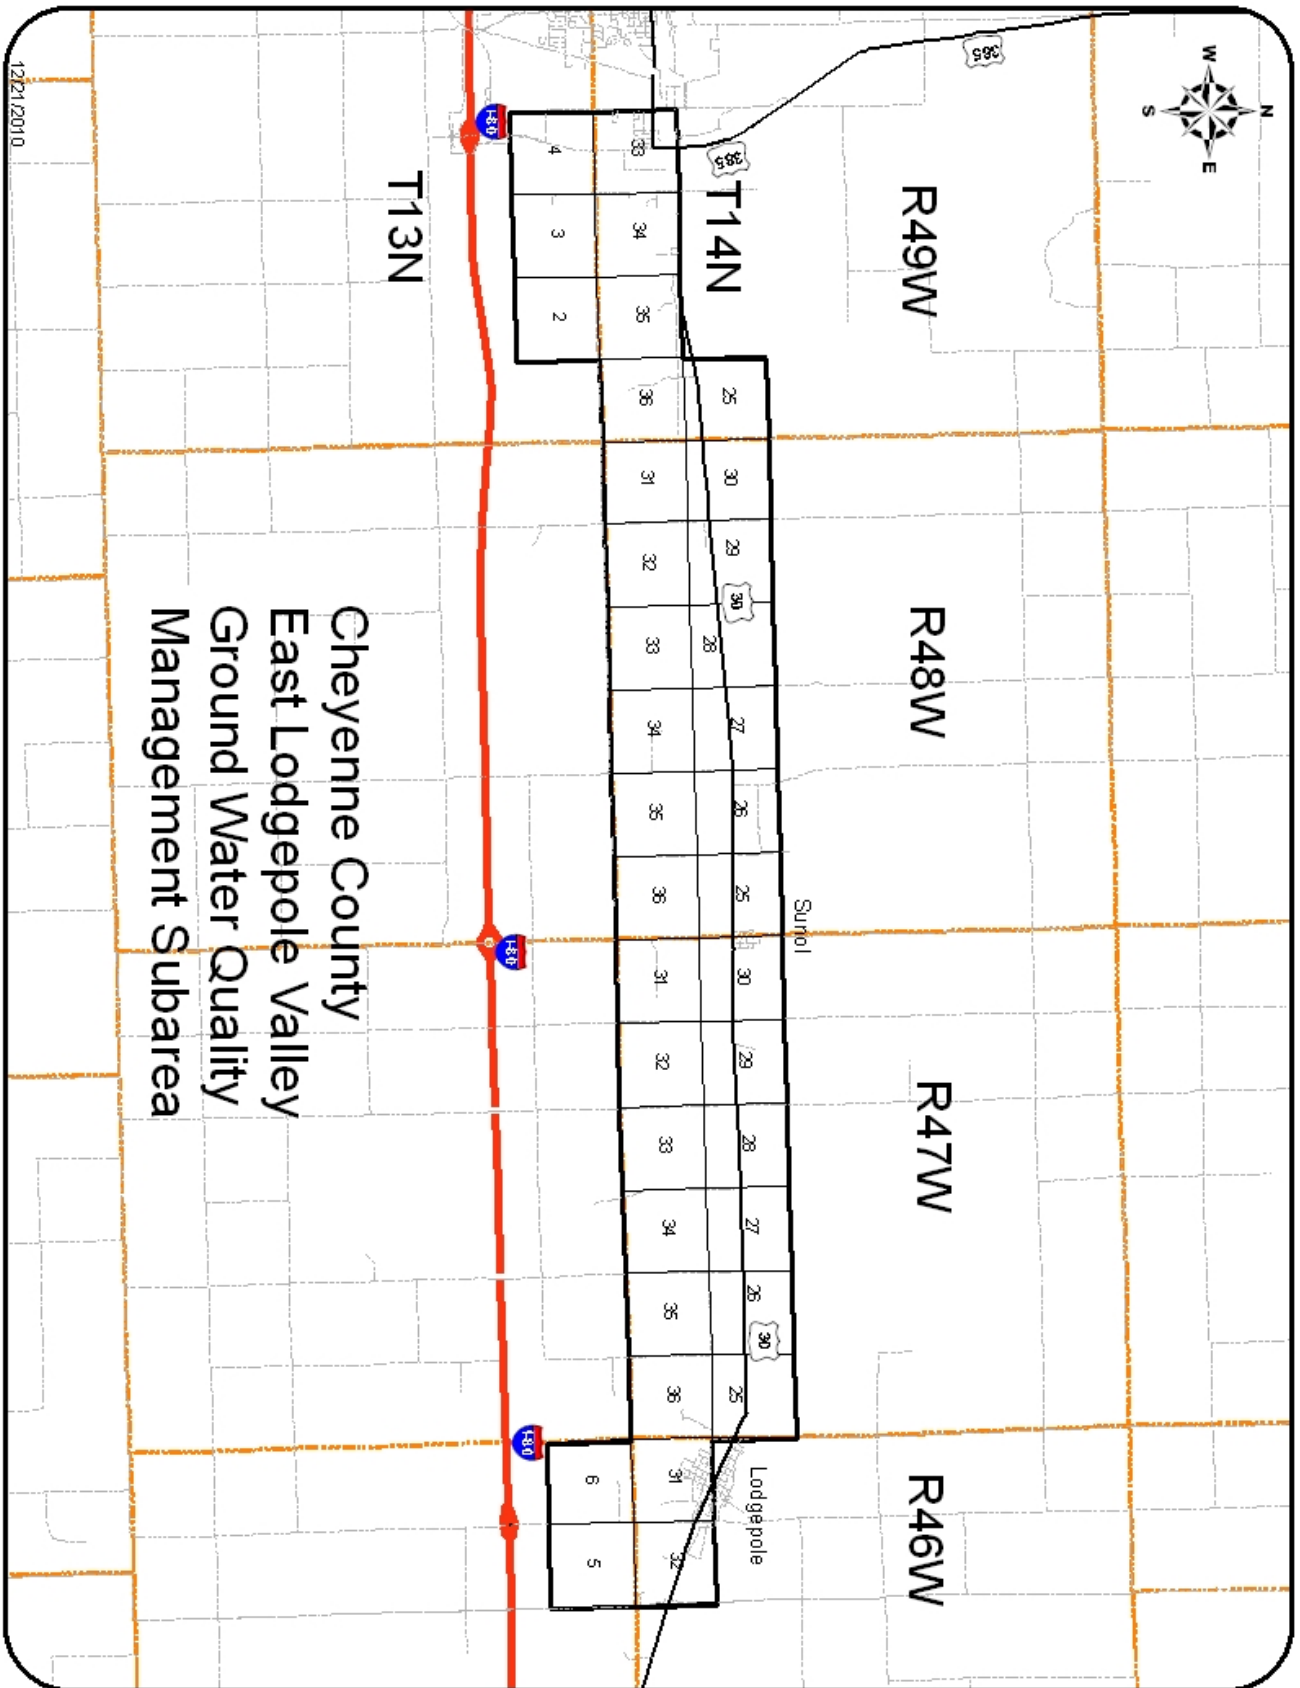 N
W E
S
385
R49W R48W R47W R46W
Sunol
385
T14N
Lodgepole
30 30
25 30 29 28 27 26 25 30 29 28 27 26 25
33 34 35 36 31 32 33 34 35 36 31 32 33 34 35 36 31 32
4 3 2 6 5
I-80 I-80 I-80
T13N
Cheyenne County
East Lodgepole Valley
Ground Water Quality
Management Subarea
12/21/2010